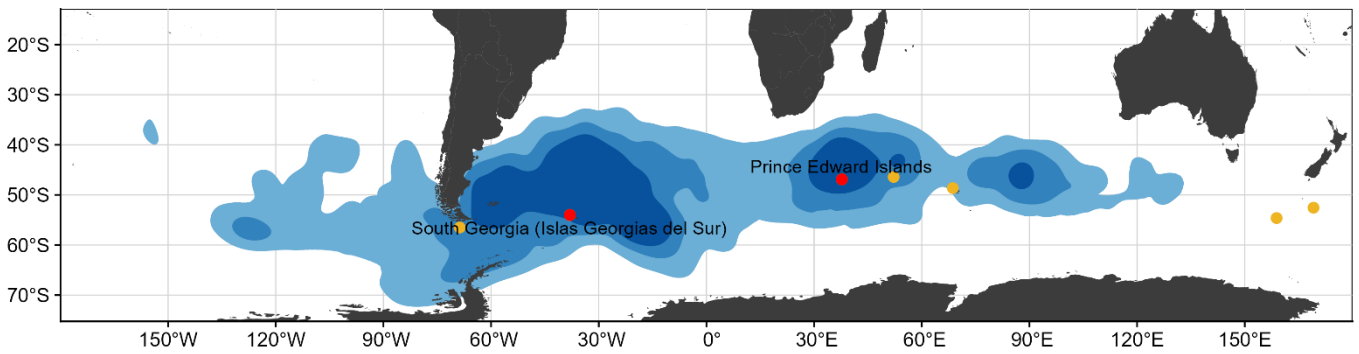 20°S
30°S
40°S
50°S
60°S
70°S
Prince Edward Islands
South Georgia (Islas Georgias del Sur)
150°W 120°W 90°W 60°W 30°W 0° 30°E 60°E 90°E 120°E 150°E